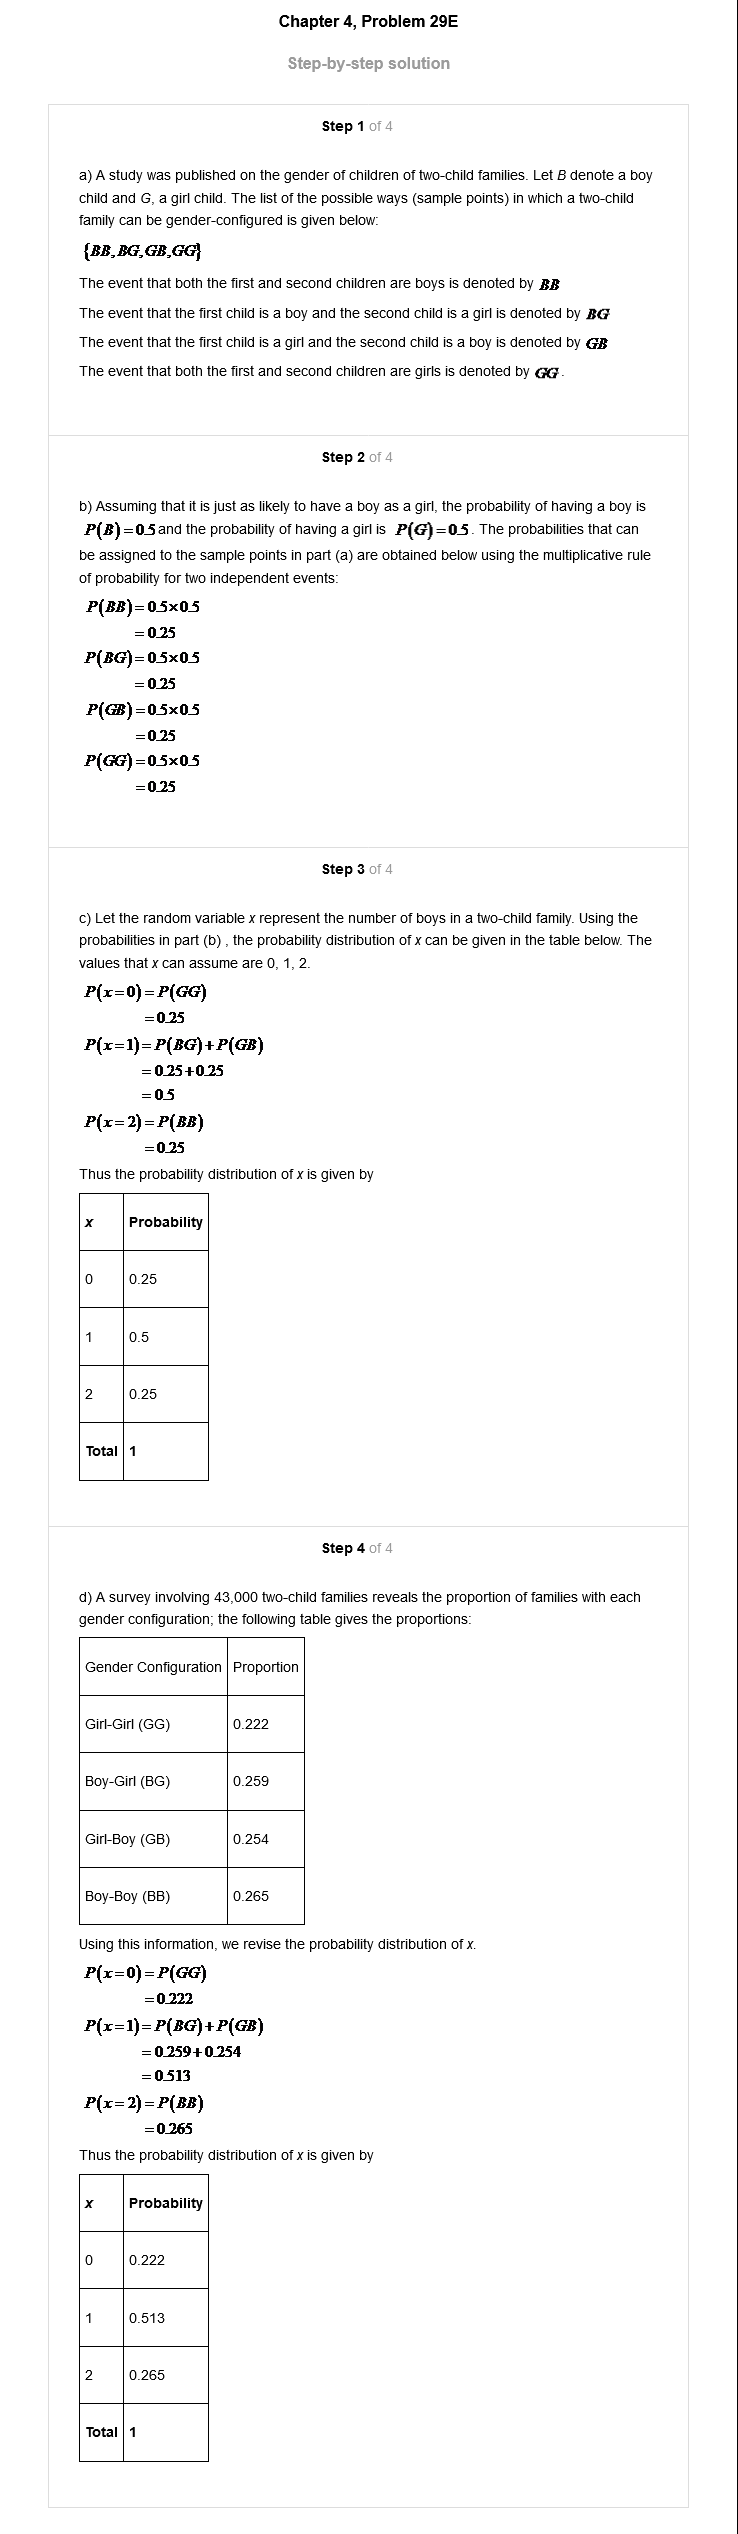 Chapter 4, Problem 29E
Step-by-step solution
Step 1 of 4
a) A study was published on the gender of children of two-child families. Let B denote a boy
child and G, a girl child. The list of the possible ways (sample points) in which a two-child
family can be gender-configured is given below:
{BB,BG,GB,GG}
The event that both the first and second children are boys is denoted by BB
The event that the first child is a boy and the second child is a girl is denoted by BG
The event that the first child is a girl and the second child is a boy is denoted by GB
The event that both the first and second children are girls is denoted by GG.
Step 2 of 4
b) Assuming that it is just as likely to have a boy as a girl, the probability of having a boy is
P(B)=0.5 and the probability of having a girl is P(G)=0.5. The probabilities that can
be assigned to the sample points in part (a) are obtained below using the multiplicative rule
of probability for two independent events:
P(BB)=0.5×0.5
=0.25
P(BG)=0.5×0.5
=0.25
P(GB)=0.5×0.5
=0.25
P(GG)=0.5×0.5
=0.25
Step 3 of 4
c) Let the random variable x represent the number of boys in a two-child family. Using the
probabilities in part (b) , the probability distribution of x can be given in the table below. The
values that x can assume are 0, 1, 2.
P(x=0)=P(GG)
=0.25
P(x=1)=P(BG)+P(GB)
=0.25+0.25
=0.5
P(x=2)=P(BB)
=0.25
Thus the probability distribution of x is given by
x Probability
0 0.25
1 0.5
2 0.25
Total 1
Step 4 of 4
d) A survey involving 43,000 two-child families reveals the proportion of families with each
gender configuration; the following table gives the proportions:
Gender Configuration Proportion
Girl-Girl (GG) 0.222
Boy-Girl (BG) 0.259
Girl-Boy (GB) 0.254
Boy-Boy (BB) 0.265
Using this information, we revise the probability distribution of x.
P(x=0)=P(GG)
=0.222
P(x=1)=P(BG)+P(GB)
=0.259+0.254
=0.513
P(x=2)=P(BB)
=0.265
Thus the probability distribution of x is given by
x Probability
0 0.222
1 0.513
2 0.265
Total 1